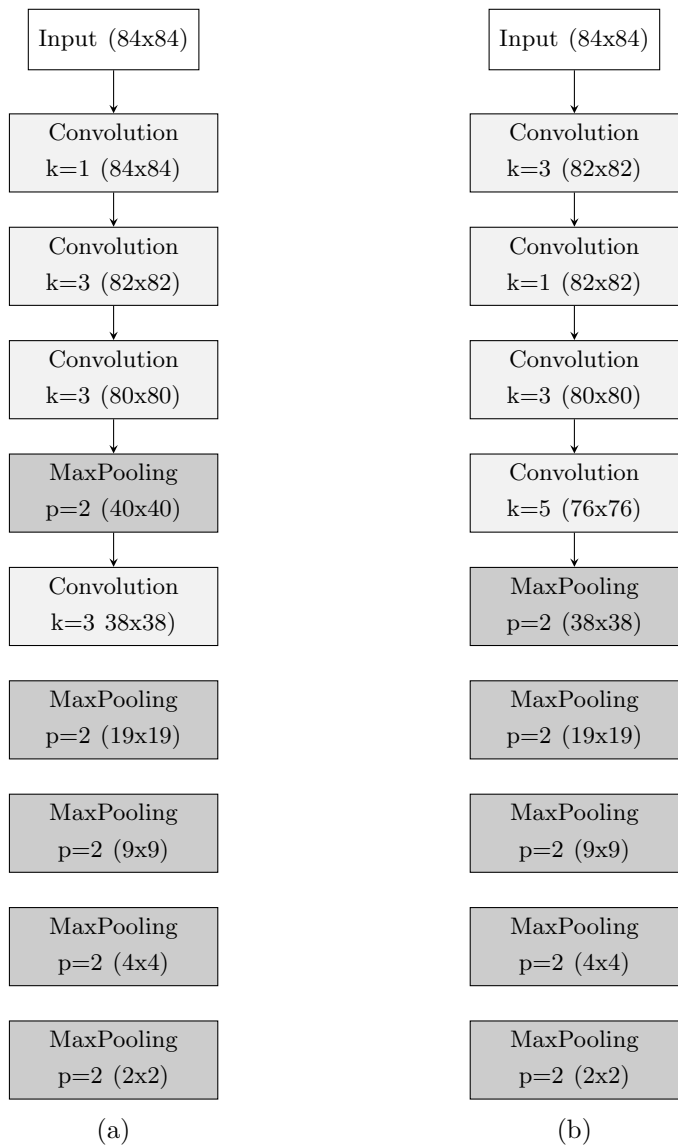 Input (84x84)
Convolution
k=1 (84x84)
Convolution
k=3 (82x82)
Convolution
k=3 (80x80)
MaxPooling
p=2 (40x40)
Convolution
k=3 38x38)
MaxPooling
p=2 (19x19)
MaxPooling
p=2 (9x9)
MaxPooling
p=2 (4x4)
MaxPooling
p=2 (2x2)
(a)
Input (84x84)
Convolution
k=3 (82x82)
Convolution
k=1 (82x82)
Convolution
k=3 (80x80)
Convolution
k=5 (76x76)
MaxPooling
p=2 (38x38)
MaxPooling
p=2 (19x19)
MaxPooling
p=2 (9x9)
MaxPooling
p=2 (4x4)
MaxPooling
p=2 (2x2)
(b)